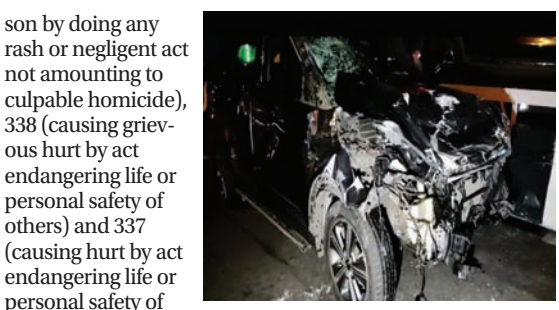 son by doing any
rash or negligent act
not amounting to
culpable homicide),
338 (causing griev-
ous hurt by act
endangering life or
personal safety of
others) and 337
(causing hurt by act
endangering life or
personal safety of